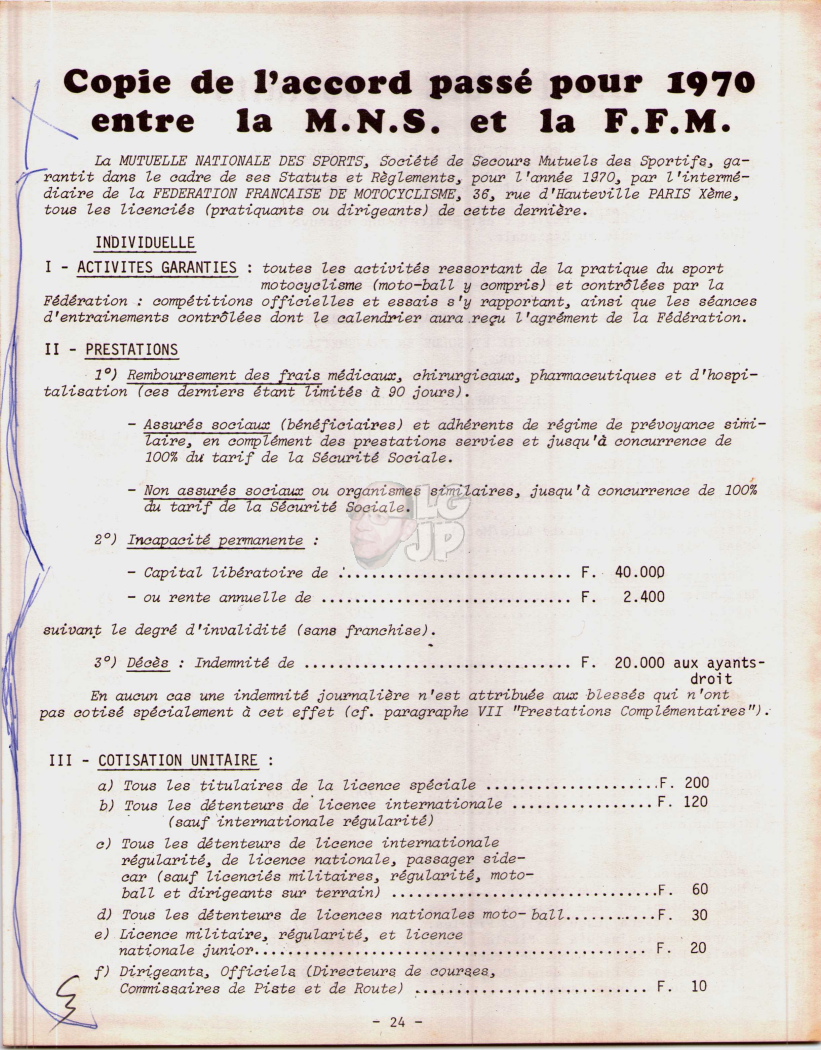 Copie de l'accord passé pour 1970
entre la M.N.S. et la F.F.M.
La MUTUELLE NATIONALE DES SPORTS, Société de Secours Mutuels des Sportifs, ga-
rantit dans le cadre de ses Statuts et Règlements, pour l'année 1970, par l'intermé-
diaire de la FEDERATION FRANCAISE DE MOTOCYCLISME, 36, rue d'Hauteville PARIS Xème,
tous les licenciés (pratiquants ou dirigeants) de cette dernière.
INDIVIDUELLE
I - ACTIVITES GARANTIES : toutes les activités ressortant de la pratique du sport
motocyclisme (moto-ball y compris) et contrôlées par la
Fédération : compétitions officielles et essais s'y rapportant, ainsi que les séances
d'entrainements contrôlées dont le calendrier aura reçu l'agrément de la Fédération.
II - PRESTATIONS
1°) Remboursement des frais médicaux, chirurgicaux, pharmaceutiques et d'hospi-
talisation (ces derniers étant limités à 90 jours).
- Assurés sociaux (bénéficiaires) et adhérents de régime de prévoyance simi-
laire, en complément des prestations servies et jusqu'à concurrence de
100% du tarif de la Sécurité Sociale.
- Non assurés sociaux ou organismes similaires, jusqu'à concurrence de 100%
du tarif de la Sécurité Sociale.
LG
JP
2°) Incapacité permanente :
- Capital libératoire de ............................. F. 40.000
- ou rente annuelle de ............................... F. 2.400
suivant le degré d'invalidité (sans franchise).
3°) Décès : Indemnité de ................................. F. 20.000 aux ayants-
droit
En aucun cas une indemnité journalière n'est attribuée aux blessés qui n'ont
pas cotisé spécialement à cet effet (cf. paragraphe VII "Prestations Complémentaires").
III - COTISATION UNITAIRE :
a) Tous les titulaires de la licence spéciale .....................F. 200
b) Tous les détenteurs de licence internationale ................. F. 120
(sauf internationale régularité)
c) Tous les détenteurs de licence internationale
régularité, de licence nationale, passager side-
car (sauf licenciés militaires, régularité, moto-
ball et dirigeants sur terrain) .................................F. 60
d) Tous les détenteurs de licences nationales moto-ball...........F. 30
e) Licence militaire, régularité, et licence
nationale junior................................................ F. 20
f) Dirigeants, Officiels (Directeurs de courses,
Commissaires de Piste et de Route) ............................. F. 10
- 24 -